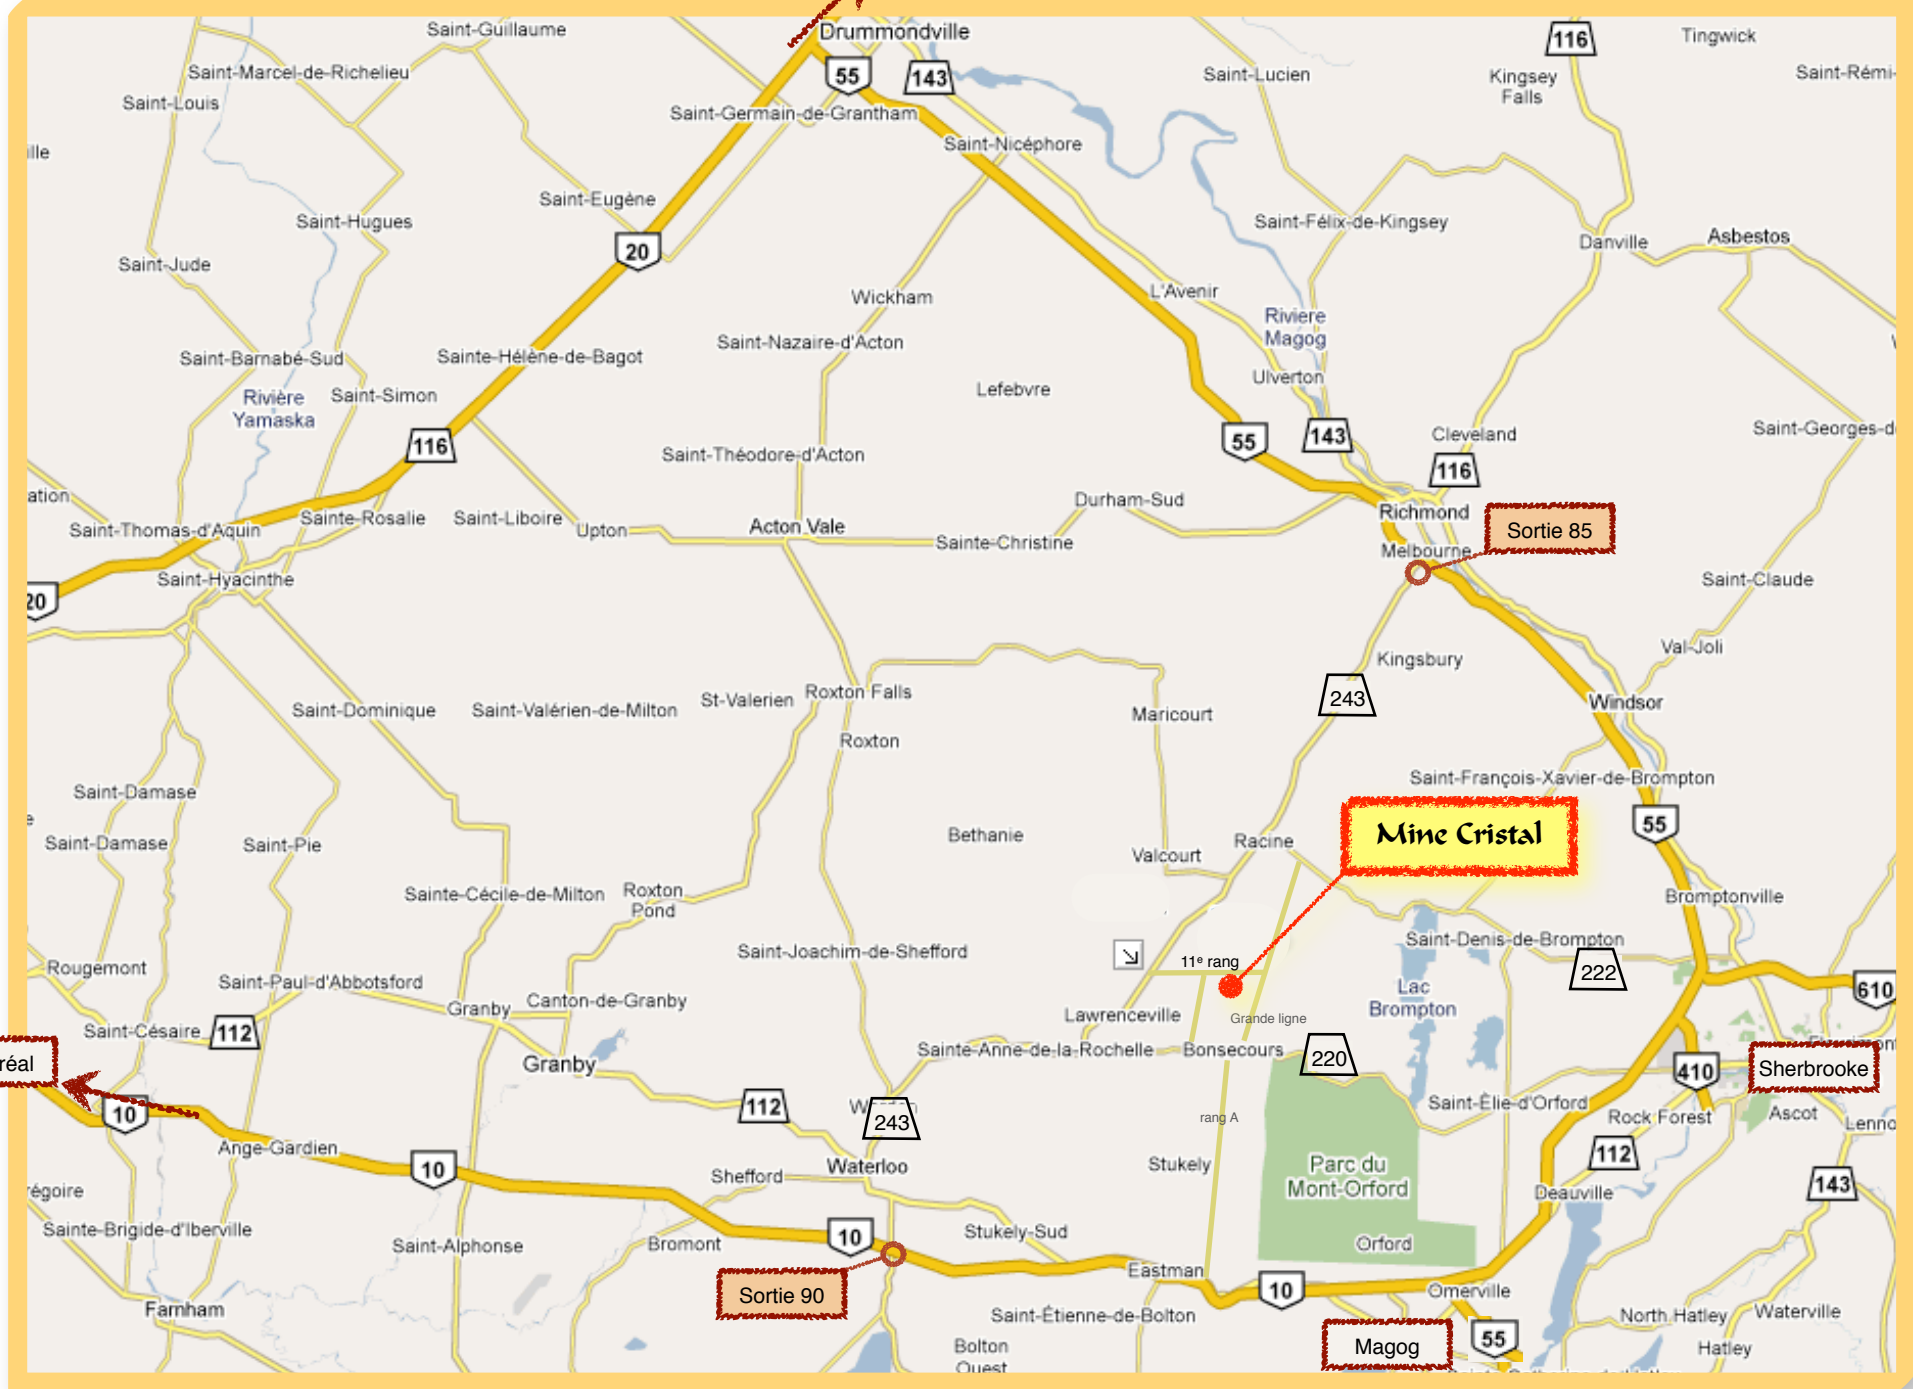 Drummondville
Saint-Guillaume
116
Tingwick
Saint-Marcel-de-Richelieu
55
143
Saint-Lucien
Kingsey
Falls
Saint-Rémi-
Saint-Louis
Saint-Germain-de-Grantham
Saint-Nicéphore
ille
Saint-Eugène
Saint-Hugues
Saint-Félix-de-Kingsey
20
Danville
Asbestos
Saint-Jude
L'Avenir
Wickham
Riviere
Magog
Saint-Nazaire-d'Acton
Saint-Barnabé-Sud
Sainte-Hélène-de-Bagot
Ulverton
Lefebvre
Rivière
Yamaska
Saint-Simon
116
55
143
Cleveland
Saint-Georges-d
Saint-Théodore-d'Acton
116
ation
Durham-Sud
Richmond
Saint-Thomas-d'Aquin
Sainte-Rosalie
Saint-Liboire
Upton
Acton Vale
Sortie 85
Sainte-Christine
Melbourne
Saint-Hyacinthe
Saint-Claude
20
Kingsbury
Val-Joli
243
Windsor
St-Valerien
Roxton Falls
Saint-Dominique
Saint-Valérien-de-Milton
Maricourt
Roxton
Saint-François-Xavier-de-Brompton
Saint-Damase
Mine Cristal
55
Saint-Damase
Saint-Pie
Bethanie
Racine
Valcourt
Sainte-Cécile-de-Milton
Roxton
Pond
Bromptonville
Saint-Denis-de-Brompton
Saint-Joachim-de-Shefford
11e rang
Rougemont
222
610
Saint-Paul-d'Abbotsford
Granby
Canton-de-Granby
Lac
Brompton
Lawrenceville
Grande ligne
Saint-Césaire
112
Sainte-Anne-de-la-Rochelle
Bonsecours
220
Granby
réal
410
Sherbrooke
10
112
243
Saint-Élie-d'Orford
Rock Forest
Ascot
Lenno
rang A
Ange-Gardien
10
Waterloo
Shefford
Stukely
Parc du
Mont-Orford
112
Deauville
143
régoire
Sainte-Brigide-d'Iberville
Saint-Alphonse
Bromont
10
Stukely-Sud
Orford
Eastman
Sortie 90
10
Omerville
Farnham
Saint-Étienne-de-Bolton
North Hatley
Waterville
Bolton
Ouest
Magog
55
Hatley